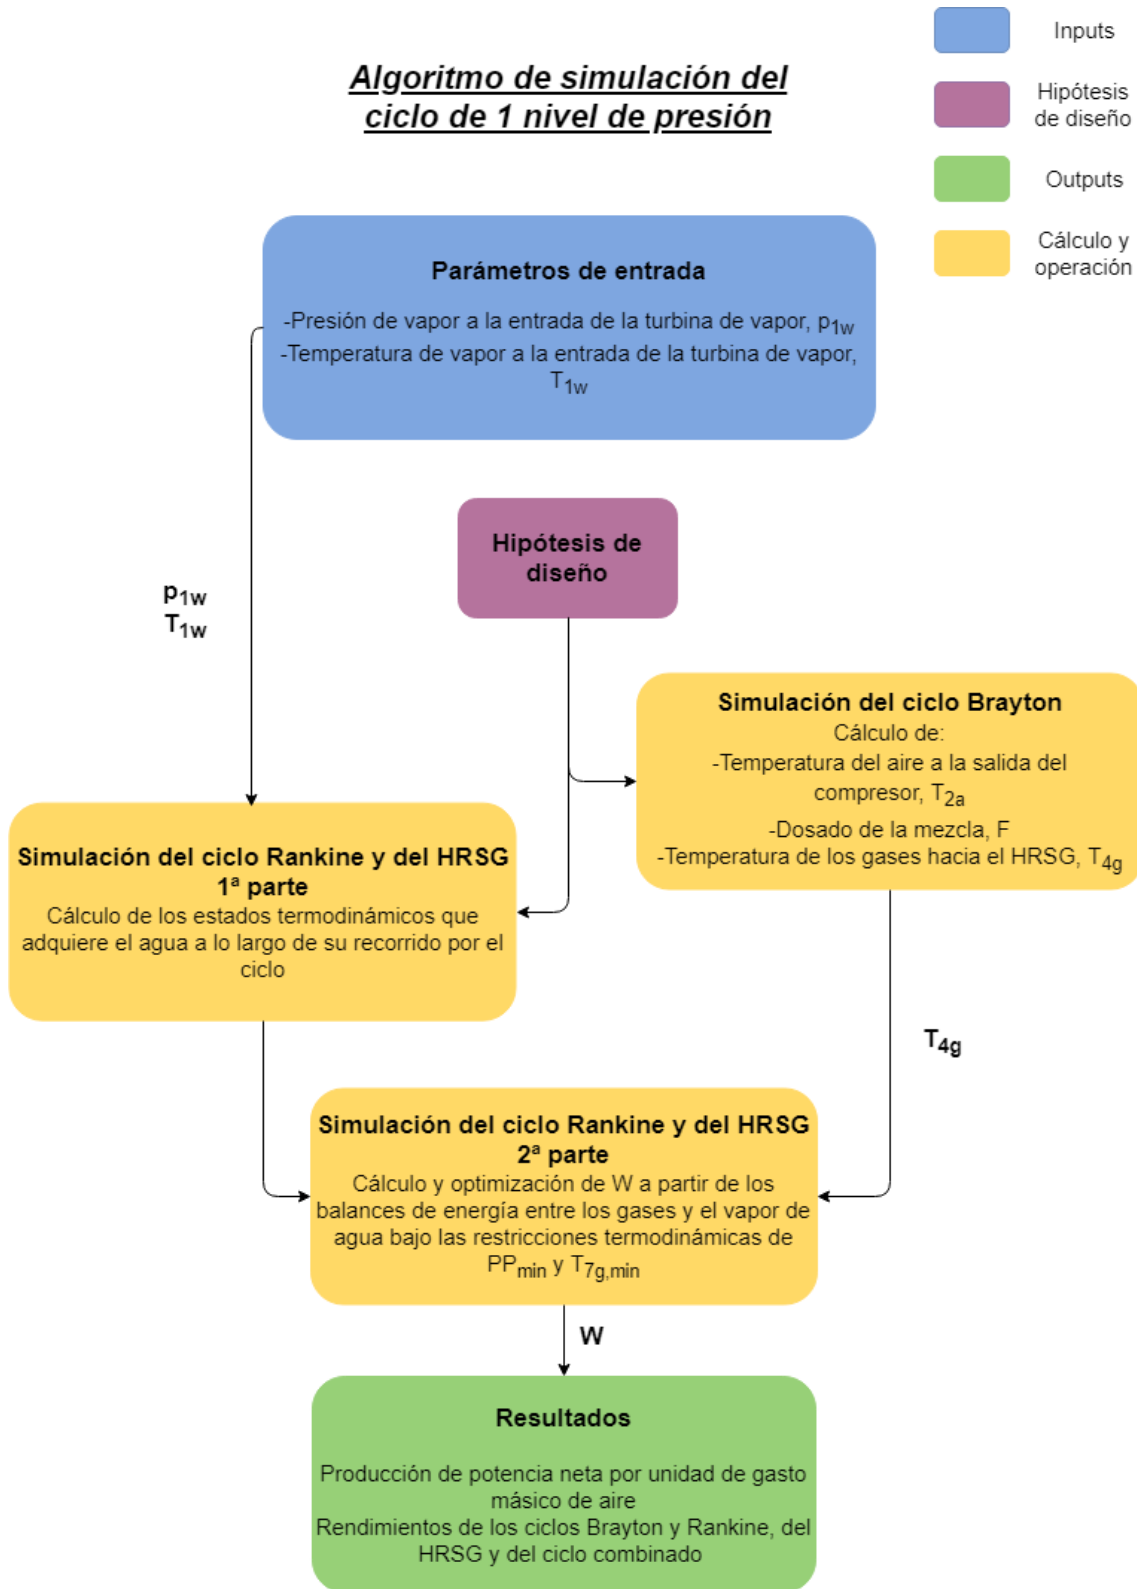 Algoritmo de simulación del
ciclo de 1 nivel de presión
Inputs
Hipótesis
de diseño
Outputs
Cálculo y
operación
Parámetros de entrada
-Presión de vapor a la entrada de la turbina de vapor, p1w
-Temperatura de vapor a la entrada de la turbina de vapor,
T1w
Hipótesis de
diseño
p1w
T1w
Simulación del ciclo Brayton
Cálculo de:
-Temperatura del aire a la salida del
compresor, T2a
-Dosado de la mezcla, F
-Temperatura de los gases hacia el HRSG, T4g
Simulación del ciclo Rankine y del HRSG
1ª parte
Cálculo de los estados termodinámicos que
adquiere el agua a lo largo de su recorrido por el
ciclo
T4g
Simulación del ciclo Rankine y del HRSG
2ª parte
Cálculo y optimización de W a partir de los
balances de energía entre los gases y el vapor de
agua bajo las restricciones termodinámicas de
PPmin y T7g,min
W
Resultados
Producción de potencia neta por unidad de gasto
másico de aire
Rendimientos de los ciclos Brayton y Rankine, del
HRSG y del ciclo combinado